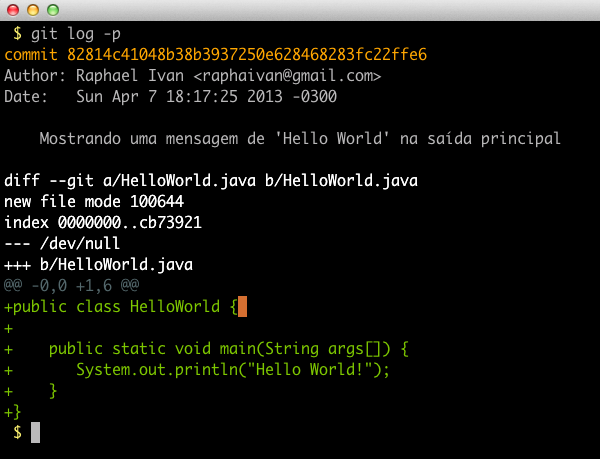 $ git log -p
commit 82814c41048b38b3937250e628468283fc22ffe6
Author: Raphael Ivan <raphaivan@gmail.com>
Date:   Sun Apr 7 18:17:25 2013 -0300
Mostrando uma mensagem de 'Hello World' na saída principal
diff --git a/HelloWorld.java b/HelloWorld.java
new file mode 100644
index 0000000..cb73921
--- /dev/null
+++ b/HelloWorld.java
@@ -0,0 +1,6 @@
+public class HelloWorld {
+
+    public static void main(String args[]) {
+       System.out.println("Hello World!");
+    }
+}
$